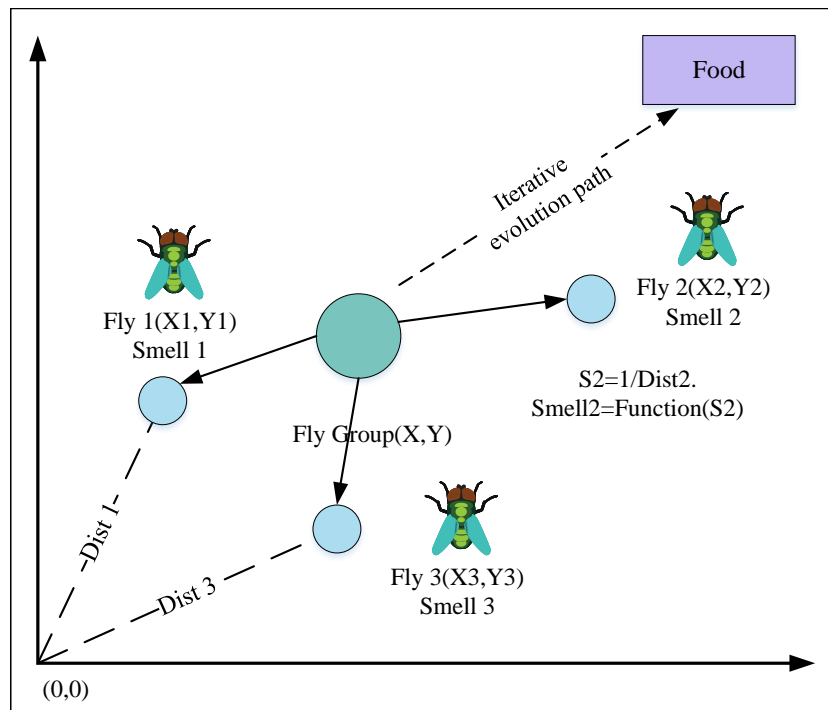 Food
Iterative
evolution path
Fly 1(X1,Y1)
Smell 1
Fly 2(X2,Y2)
Smell 2
S2=1/Dist2.
Smell2=Function(S2)
Fly Group(X,Y)
Dist 1
Dist 3
Fly 3(X3,Y3)
Smell 3
(0,0)